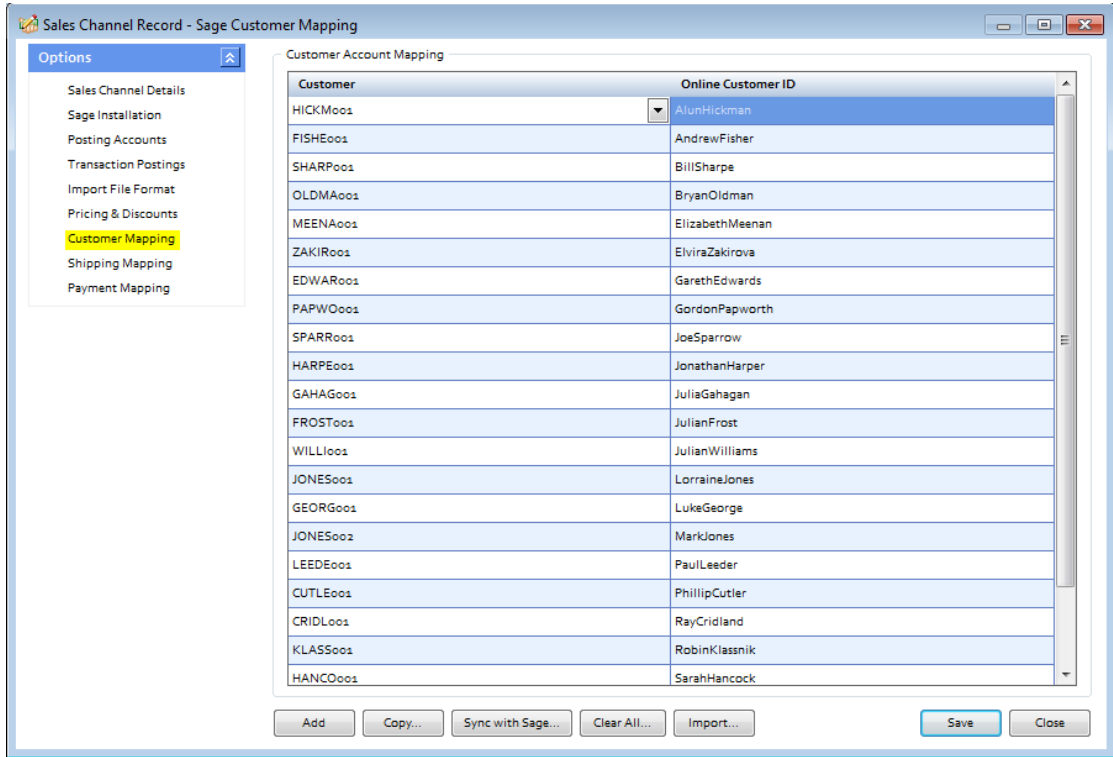 Sales Channel Record - Sage Customer Mapping
Options
Sales Channel Details
Sage Installation
Posting Accounts
Transaction Postings
Import File Format
Pricing & Discounts
Customer Mapping
Shipping Mapping
Payment Mapping
Customer Account Mapping
Customer Online Customer ID
HICKM001 AlunHickman
FISHE001 AndrewFisher
SHARP001 BillSharpe
OLDMA001 BryanOldman
MEENA001 ElizabethMeenan
ZAKIR001 ElviraZakirova
EDWAR001 GarethEdwards
PAPWO001 GordonPapworth
SPARR001 JoeSparrow
HARPE001 JonathanHarper
GAHAG001 JuliaGahagan
FROST001 JulianFrost
WILLI001 JulianWilliams
JONES001 LorraineJones
GEORG001 LukeGeorge
JONES002 MarkJones
LEEDE001 PaulLeeder
CUTLE001 PhillipCutler
CRIDL001 RayCridland
KLASS001 RobinKlassnik
HANCO001 SarahHancock
Add Copy... Sync with Sage... Clear All... Import... Save Close